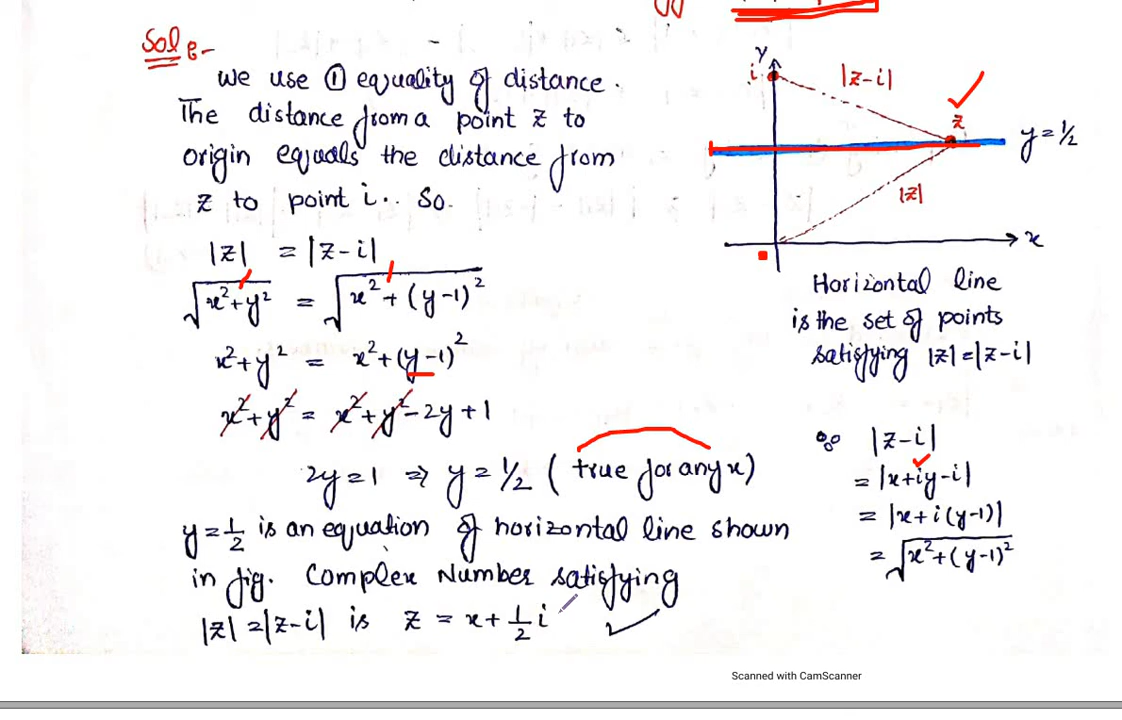 Sol:-
We use ① equality of distance.
The distance from a point z to
origin equals the distance from
z to point i.. So.
|z| = |z-i|
√(x²+y²) = √(x²+(y-1)²)
x²+y² = x²+(y-1)²
x²+y² = x²+y²-2y+1
2y=1 ⇒ y=1/2 (true for any x)
y=1/2 is an equation of horizontal line shown
in fig. Complex Number satisfying
|z|=|z-i| is z = x+1/2 i
y
i
|z-i|
z
y=1/2
|z|
x
Horizontal line
is the set of points
satisfying |z|=|z-i|
∵ |z-i|
= |x+iy-i|
= |x+i(y-1)|
= √(x²+(y-1)²)
Scanned with CamScanner